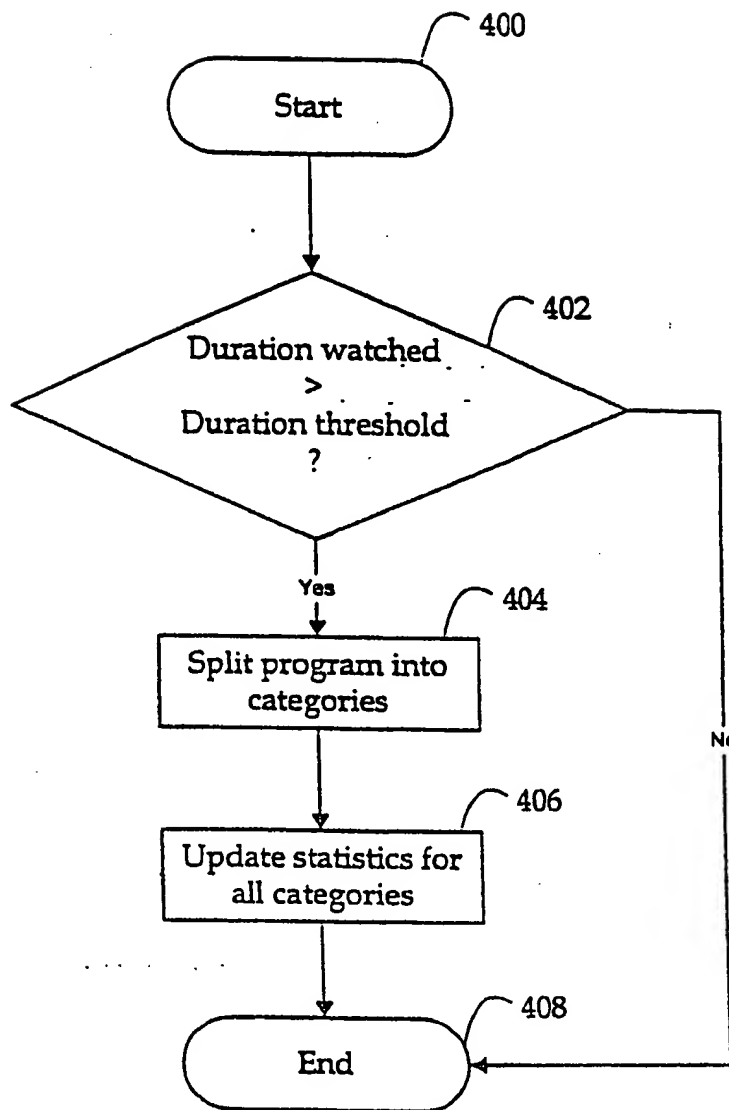 400
Start
402
Duration watched
>
Duration threshold
?
Yes
404
Split program into
categories
No
406
Update statistics for
all categories
408
End